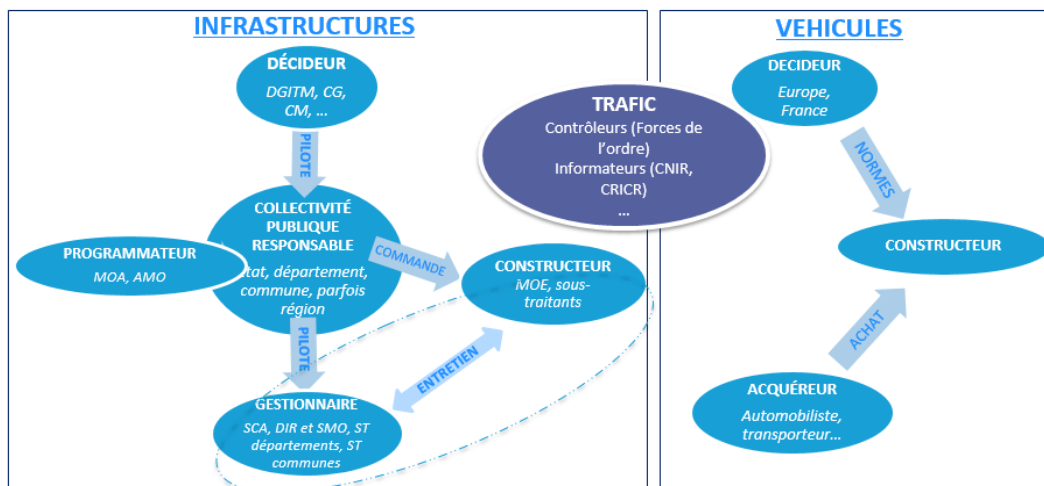 INFRASTRUCTURES
DÉCIDEUR
DGITM, CG,
CM, ...
PILOTE
COLLECTIVITÉ
PUBLIQUE
RESPONSABLE
État, département,
commune, parfois
région
PROGRAMMATEUR
MOA, AMO
COMMANDE
CONSTRUCTEUR
MOE, sous-
traitants
PILOTE
ENTRETIEN
GESTIONNAIRE
SCA, DIR et SMO, ST
départements, ST
communes
TRAFIC
Contrôleurs (Forces de
l'ordre)
Informateurs (CNIR,
CRICR)
...
VEHICULES
DECIDEUR
Europe,
France
NORMES
CONSTRUCTEUR
ACHAT
ACQUÉREUR
Automobiliste,
transporteur...